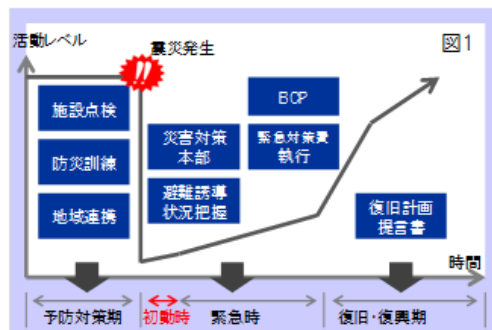 活動レベル
震災発生
図1
!!
施設点検
防災訓練
地域連携
災害対策
本部
避難誘導
状況把握
BCP
緊急対策費
執行
復旧計画
提言書
時間
予防対策期
初動時
緊急時
復旧・復興期